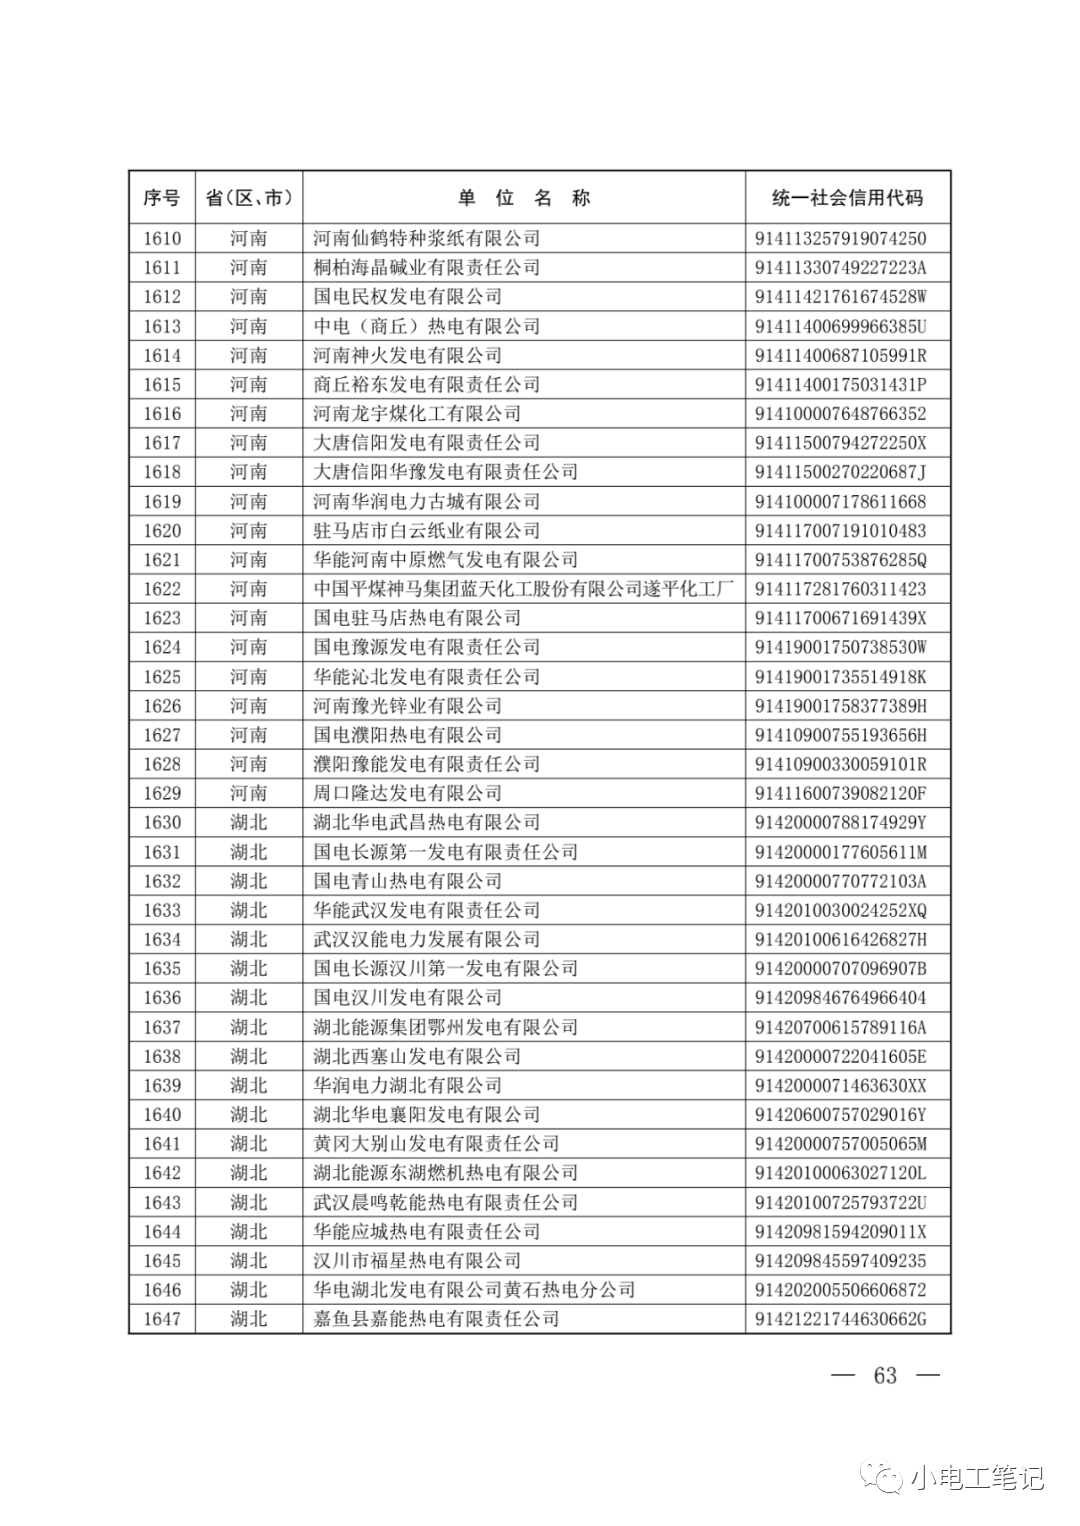 序号 省(区、市) 单位名称 统一社会信用代码
1610 河南 河南仙鹤特种浆纸有限公司 914113257919074250
1611 河南 桐柏海晶碱业有限责任公司 91411330749227223A
1612 河南 国电民权发电有限公司 91411421761674528W
1613 河南 中电（商丘）热电有限公司 91411400699966385U
1614 河南 河南神火发电有限公司 91411400687105991R
1615 河南 商丘裕东发电有限责任公司 91411400175031431P
1616 河南 河南龙宇煤化工有限公司 914100007648766352
1617 河南 大唐信阳发电有限责任公司 91411500794272250X
1618 河南 大唐信阳华豫发电有限责任公司 91411500270220687J
1619 河南 河南华润电力古城有限公司 914100007178611668
1620 河南 驻马店市白云纸业有限公司 914117007191010483
1621 河南 华能河南中原燃气发电有限公司 91411700753876285Q
1622 河南 中国平煤神马集团蓝天化工股份有限公司遂平化工厂 914117281760311423
1623 河南 国电驻马店热电有限公司 91411700671691439X
1624 河南 国电豫源发电有限责任公司 91419001750738530W
1625 河南 华能沁北发电有限责任公司 91419001735514918K
1626 河南 河南豫光锌业有限公司 91419001758377389H
1627 河南 国电濮阳热电有限公司 91410900755193656H
1628 河南 濮阳豫能发电有限责任公司 91410900330059101R
1629 河南 周口隆达发电有限公司 91411600739082120F
1630 湖北 湖北华电武昌热电有限公司 91420000788174929Y
1631 湖北 国电长源第一发电有限责任公司 91420000177605611M
1632 湖北 国电青山热电有限公司 91420000770772103A
1633 湖北 华能武汉发电有限责任公司 9142010030024252XQ
1634 湖北 武汉汉能电力发展有限公司 91420100616426827H
1635 湖北 国电长源汉川第一发电有限公司 91420000707096907B
1636 湖北 国电汉川发电有限公司 914209846764966404
1637 湖北 湖北能源集团鄂州发电有限公司 91420700615789116A
1638 湖北 湖北西塞山发电有限公司 91420000722041605E
1639 湖北 华润电力湖北有限公司 9142000071463630XX
1640 湖北 湖北华电襄阳发电有限公司 91420600757029016Y
1641 湖北 黄冈大别山发电有限责任公司 91420000757005065M
1642 湖北 湖北能源东湖燃机热电有限公司 91420100063027120L
1643 湖北 武汉晨鸣乾能热电有限责任公司 91420100725793722U
1644 湖北 华能应城热电有限责任公司 91420981594209011X
1645 湖北 汉川市福星热电有限公司 914209845597409235
1646 湖北 华电湖北发电有限公司黄石热电分公司 914202005506606872
1647 湖北 嘉鱼县嘉能热电有限责任公司 91421221744630662G
— 63 —
小电工笔记